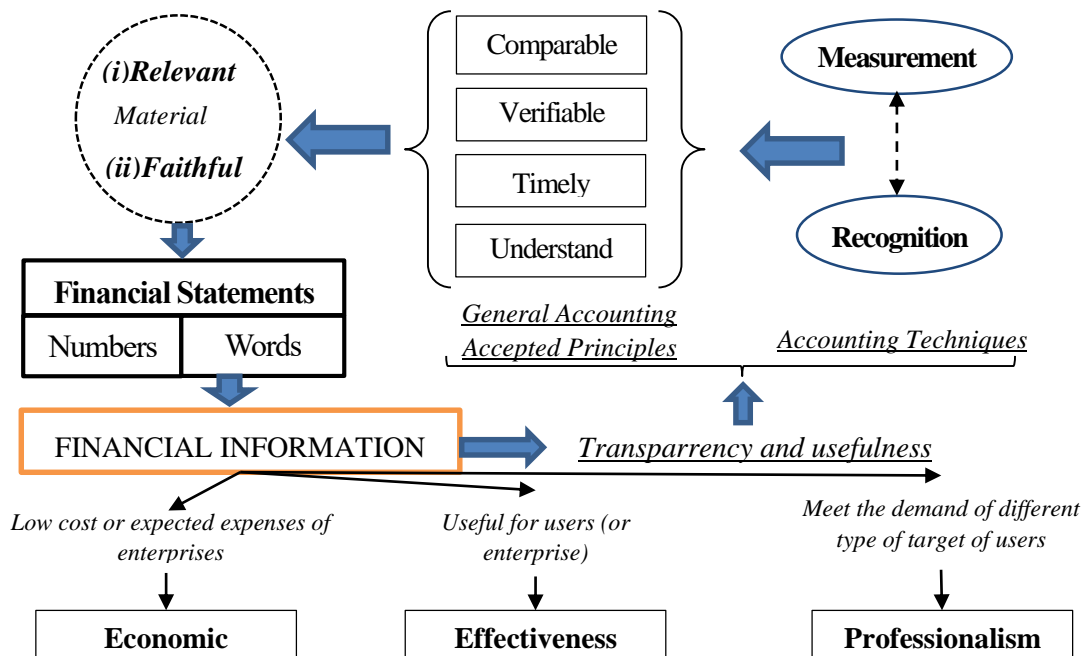 (i)Relevant
Material
(ii)Faithful
Comparable
Verifiable
Timely
Understand
Measurement
Recognition
Financial Statements
Numbers
Words
General Accounting
Accepted Principles
Accounting Techniques
FINANCIAL INFORMATION
Transparrency and usefulness
Low cost or expected expenses of
enterprises
Useful for users (or
enterprise)
Meet the demand of different
type of target of users
Economic
Effectiveness
Professionalism